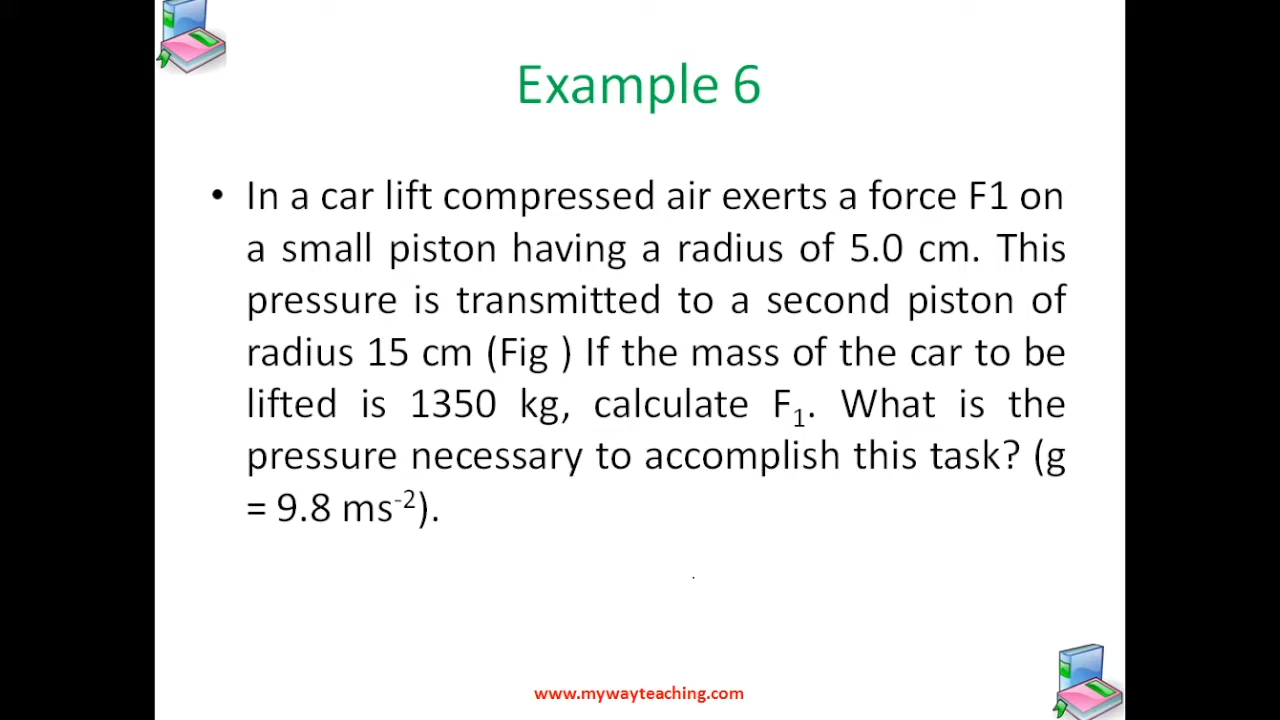 Example 6
• In a car lift compressed air exerts a force F1 on
a small piston having a radius of 5.0 cm. This
pressure is transmitted to a second piston of
radius 15 cm (Fig ) If the mass of the car to be
lifted is 1350 kg, calculate F₁. What is the
pressure necessary to accomplish this task? (g
= 9.8 ms⁻²).
www.mywayteaching.com